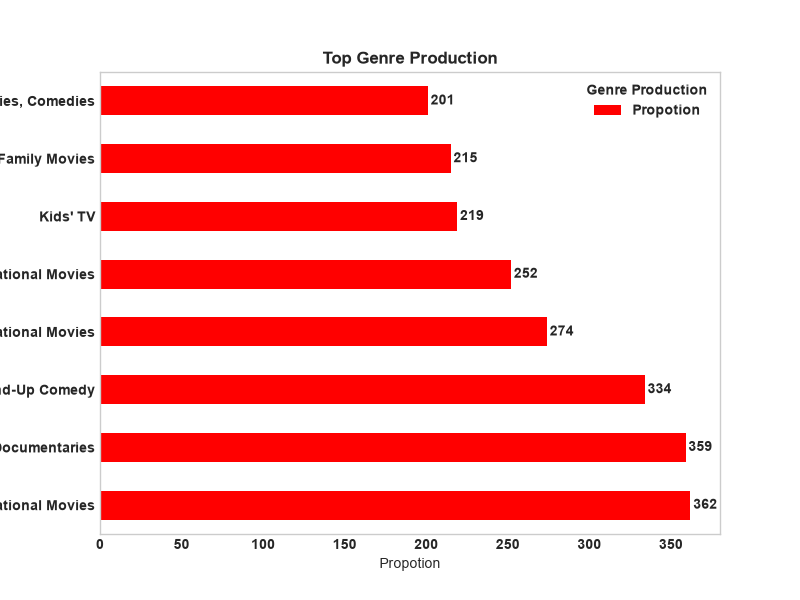 Top Genre Production
Genre Production
Propotion
ies, Comedies
201
Family Movies
215
Kids' TV
219
ational Movies
252
ational Movies
274
nd-Up Comedy
334
Documentaries
359
ational Movies
362
0 50 100 150 200 250 300 350
Propotion